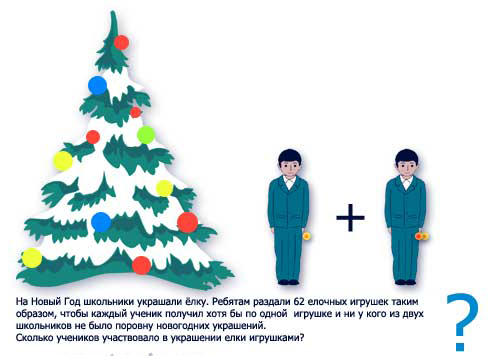 На Новый Год школьники украшали ёлку. Ребятам раздали 62 елочных игрушек таким
образом, чтобы каждый ученик получил хотя бы по одной игрушке и ни у кого из двух
школьников не было поровну новогодних украшений.
Сколько учеников участвовало в украшении елки игрушками?
+
?